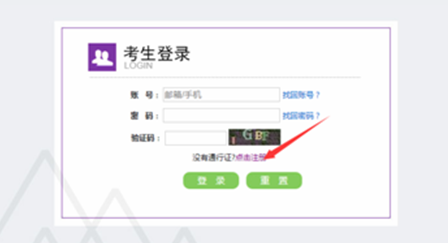 考生登录
LOGIN
账 号： 邮箱/手机 找回账号？
密 码： 找回密码？
验证码： GBF
没有通行证?点击注册
登 录 重 置